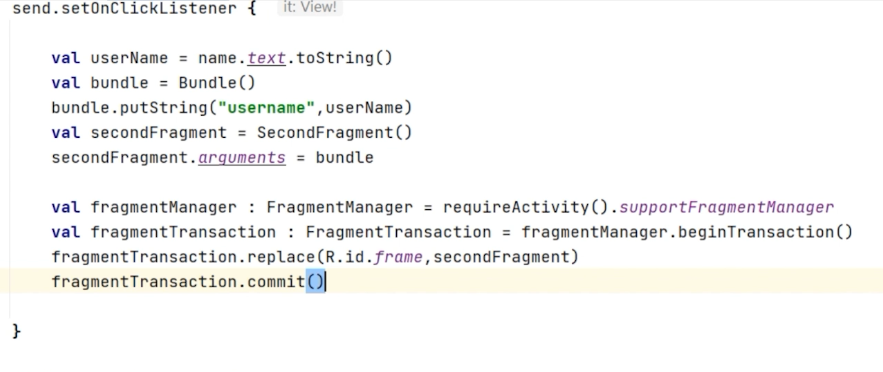 send.setOnClickListener { it: View!
val userName = name.text.toString()
val bundle = Bundle()
bundle.putString("username",userName)
val secondFragment = SecondFragment()
secondFragment.arguments = bundle
val fragmentManager : FragmentManager = requireActivity().supportFragmentManager
val fragmentTransaction : FragmentTransaction = fragmentManager.beginTransaction()
fragmentTransaction.replace(R.id.frame,secondFragment)
fragmentTransaction.commit()
}